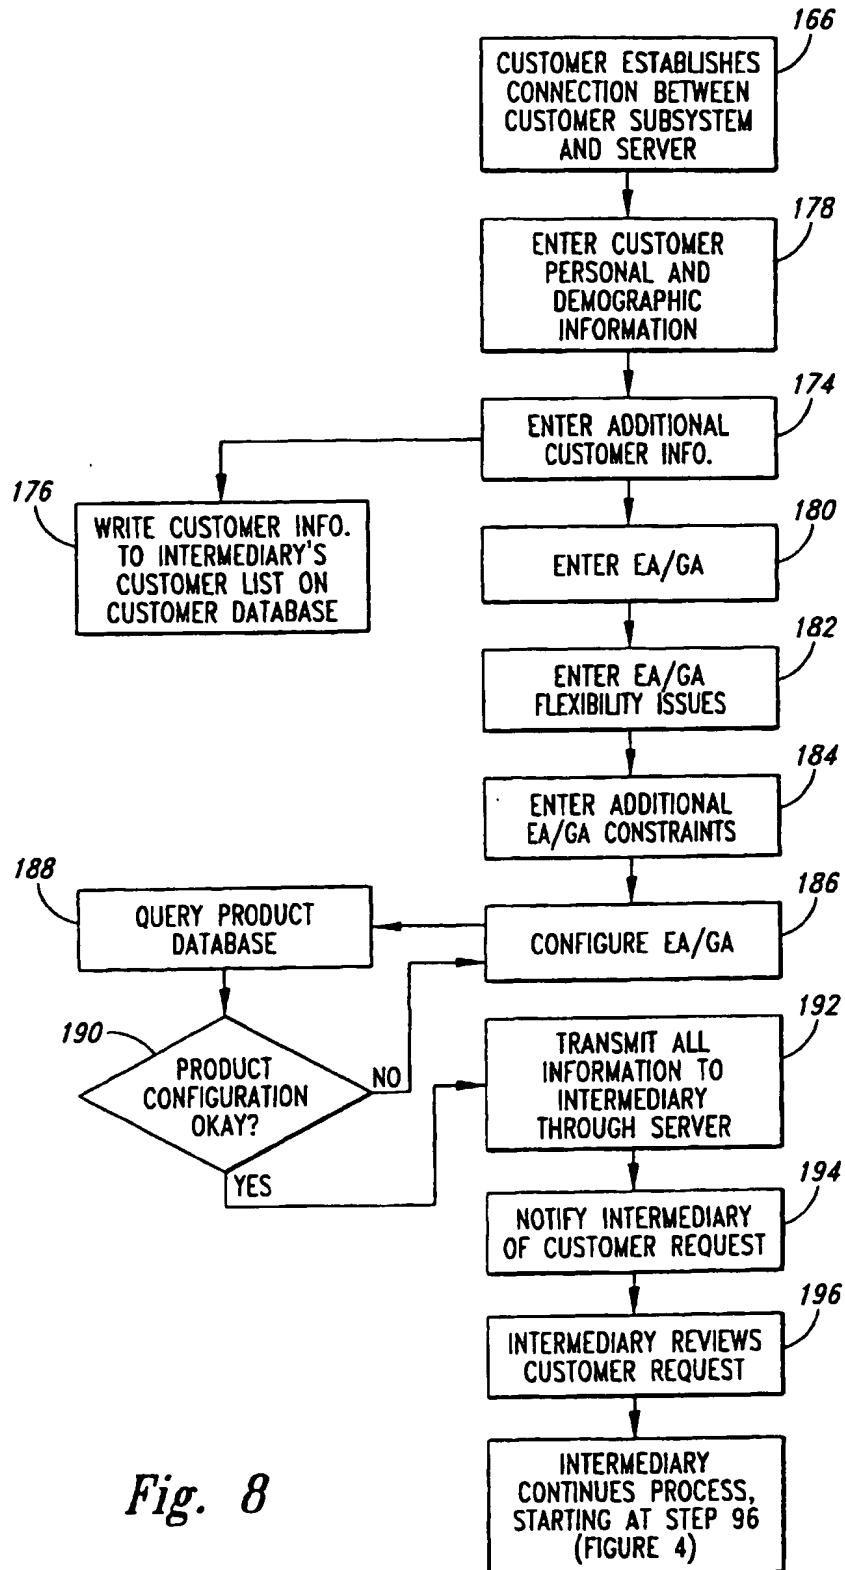 166
CUSTOMER ESTABLISHES
CONNECTION BETWEEN
CUSTOMER SUBSYSTEM
AND SERVER
178
ENTER CUSTOMER
PERSONAL AND
DEMOGRAPHIC
INFORMATION
174
ENTER ADDITIONAL
CUSTOMER INFO.
176
WRITE CUSTOMER INFO.
TO INTERMEDIARY'S
CUSTOMER LIST ON
CUSTOMER DATABASE
180
ENTER EA/GA
182
ENTER EA/GA
FLEXIBILITY ISSUES
184
ENTER ADDITIONAL
EA/GA CONSTRAINTS
186
CONFIGURE EA/GA
188
QUERY PRODUCT
DATABASE
190
PRODUCT
CONFIGURATION
OKAY?
NO
YES
192
TRANSMIT ALL
INFORMATION TO
INTERMEDIARY
THROUGH SERVER
194
NOTIFY INTERMEDIARY
OF CUSTOMER REQUEST
196
INTERMEDIARY REVIEWS
CUSTOMER REQUEST
INTERMEDIARY
CONTINUES PROCESS,
STARTING AT STEP 96
(FIGURE 4)
Fig. 8